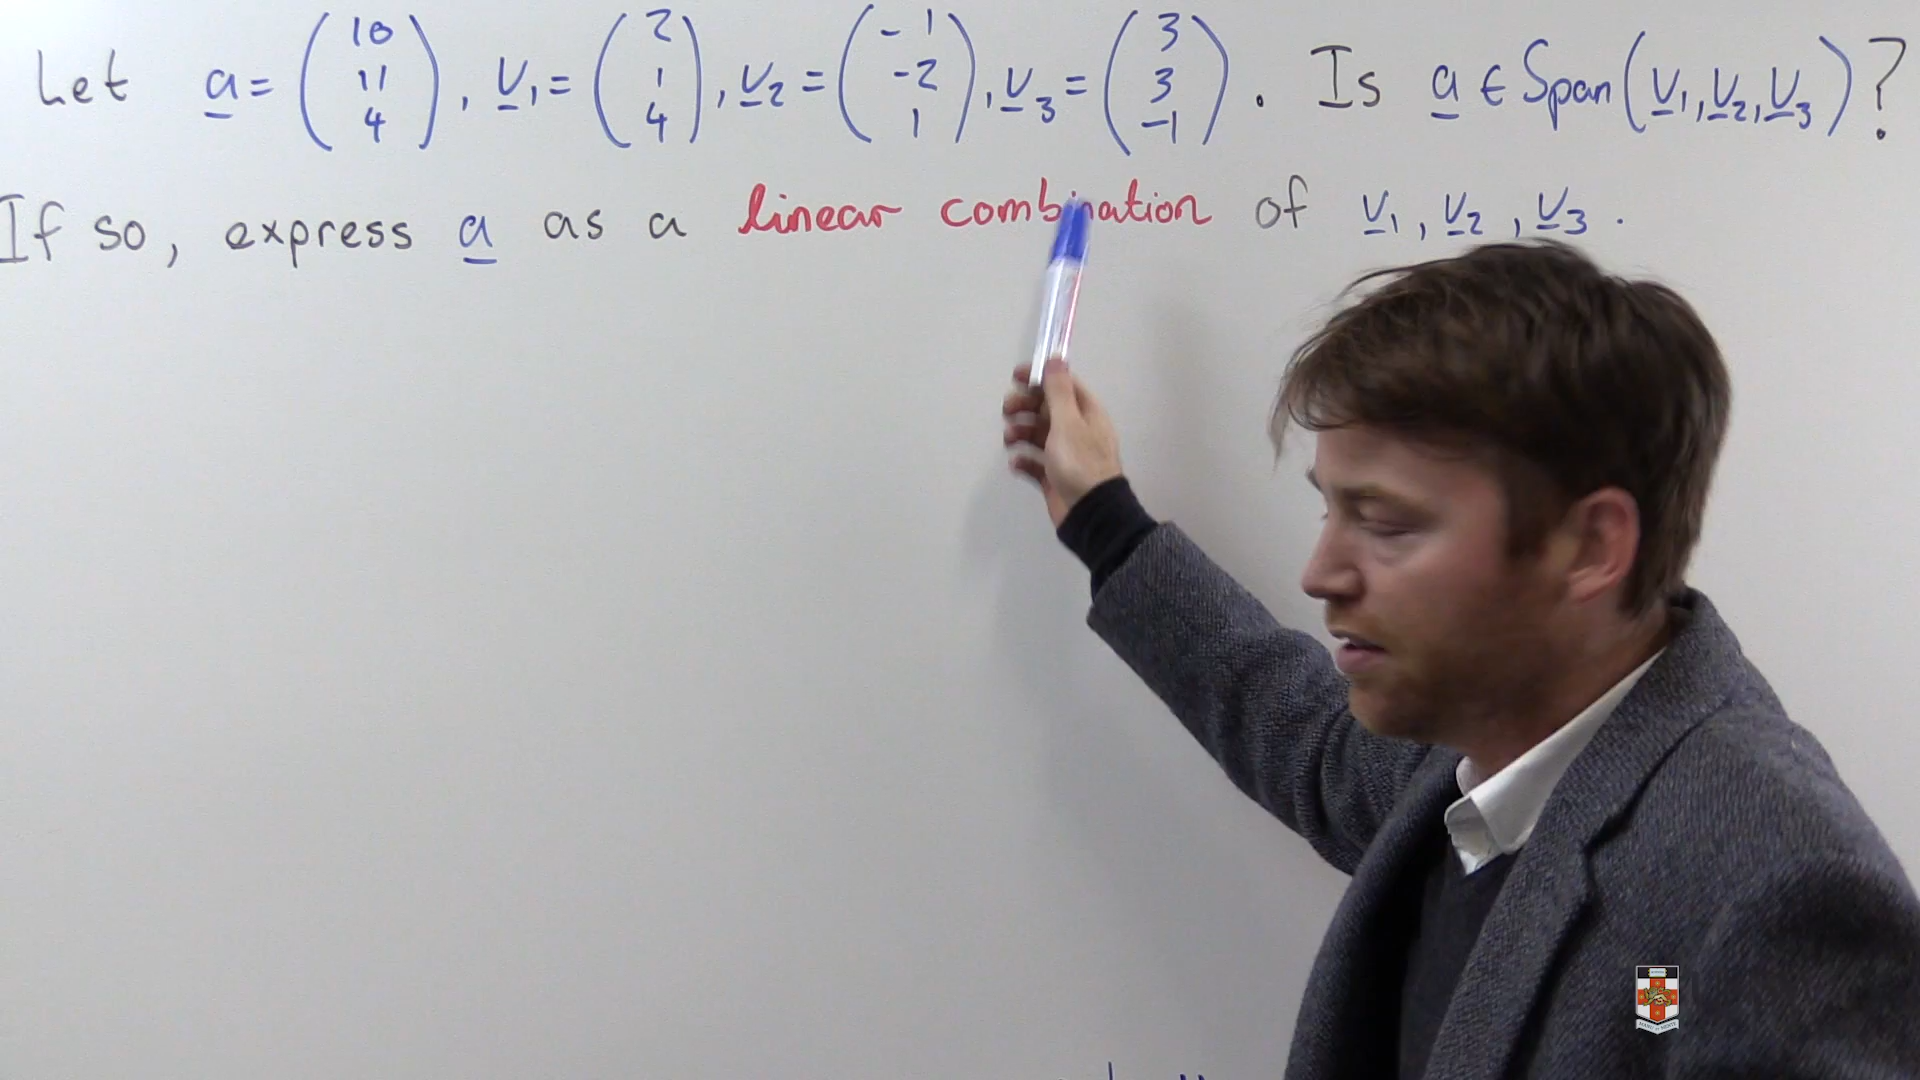 Let a = (10 11 4), v1 = (2 1 4), v2 = (-1 -2 1), v3 = (3 3 -1). Is a ∈ Span(v1, v2, v3)?
If so, express a as a linear combination of v1, v2, v3.